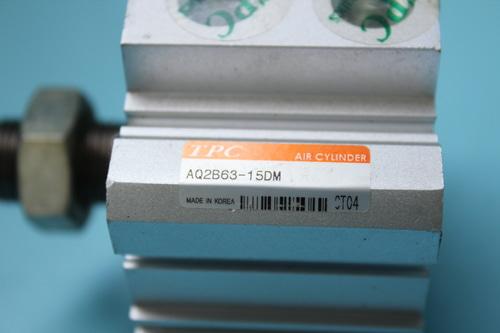 TPC AIR CYLINDER
AQ2B63-15DM
MADE IN KOREA CT04